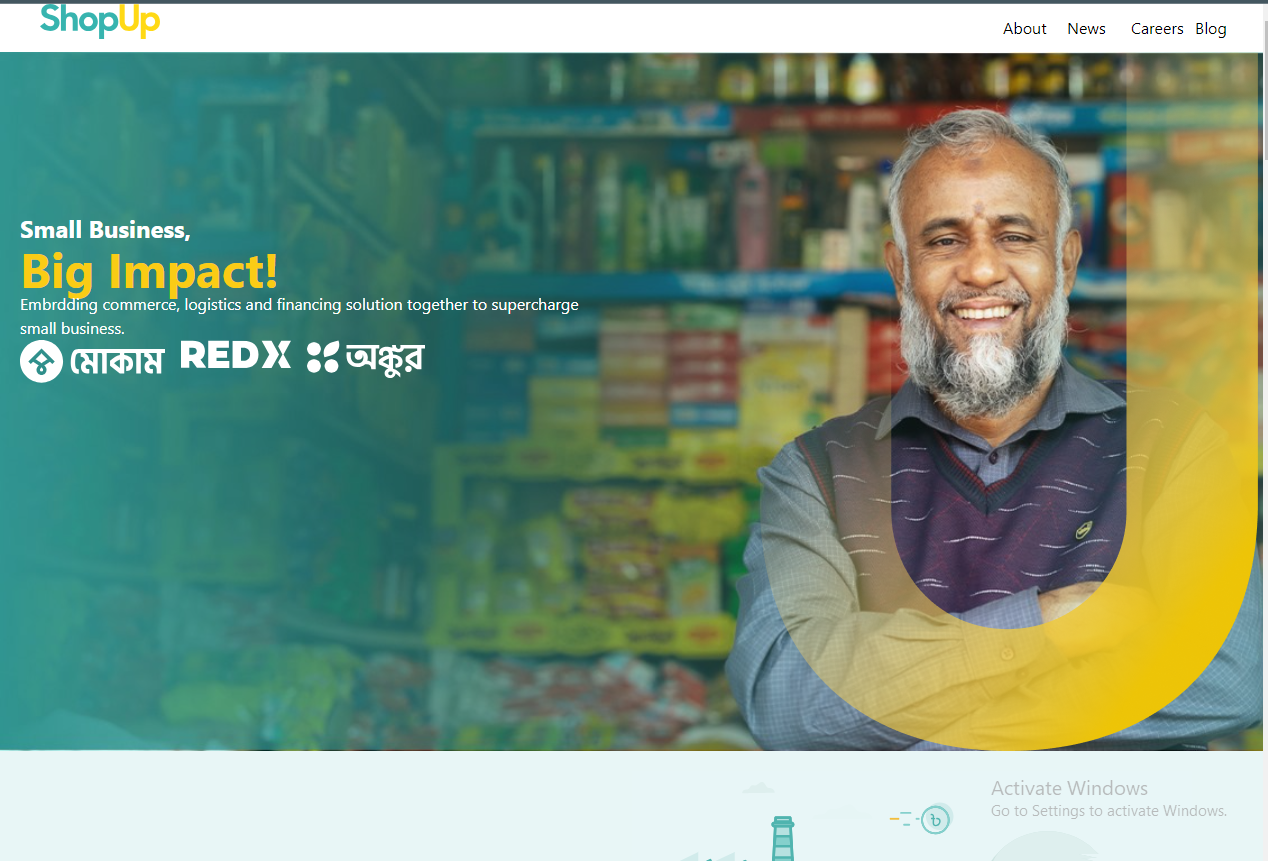 ShopUp
About News Careers Blog
Small Business,
Big Impact!
Embrdding commerce, logistics and financing solution together to supercharge
small business.
মোকাম REDX অঙ্কুর
Activate Windows
Go to Settings to activate Windows.
৳